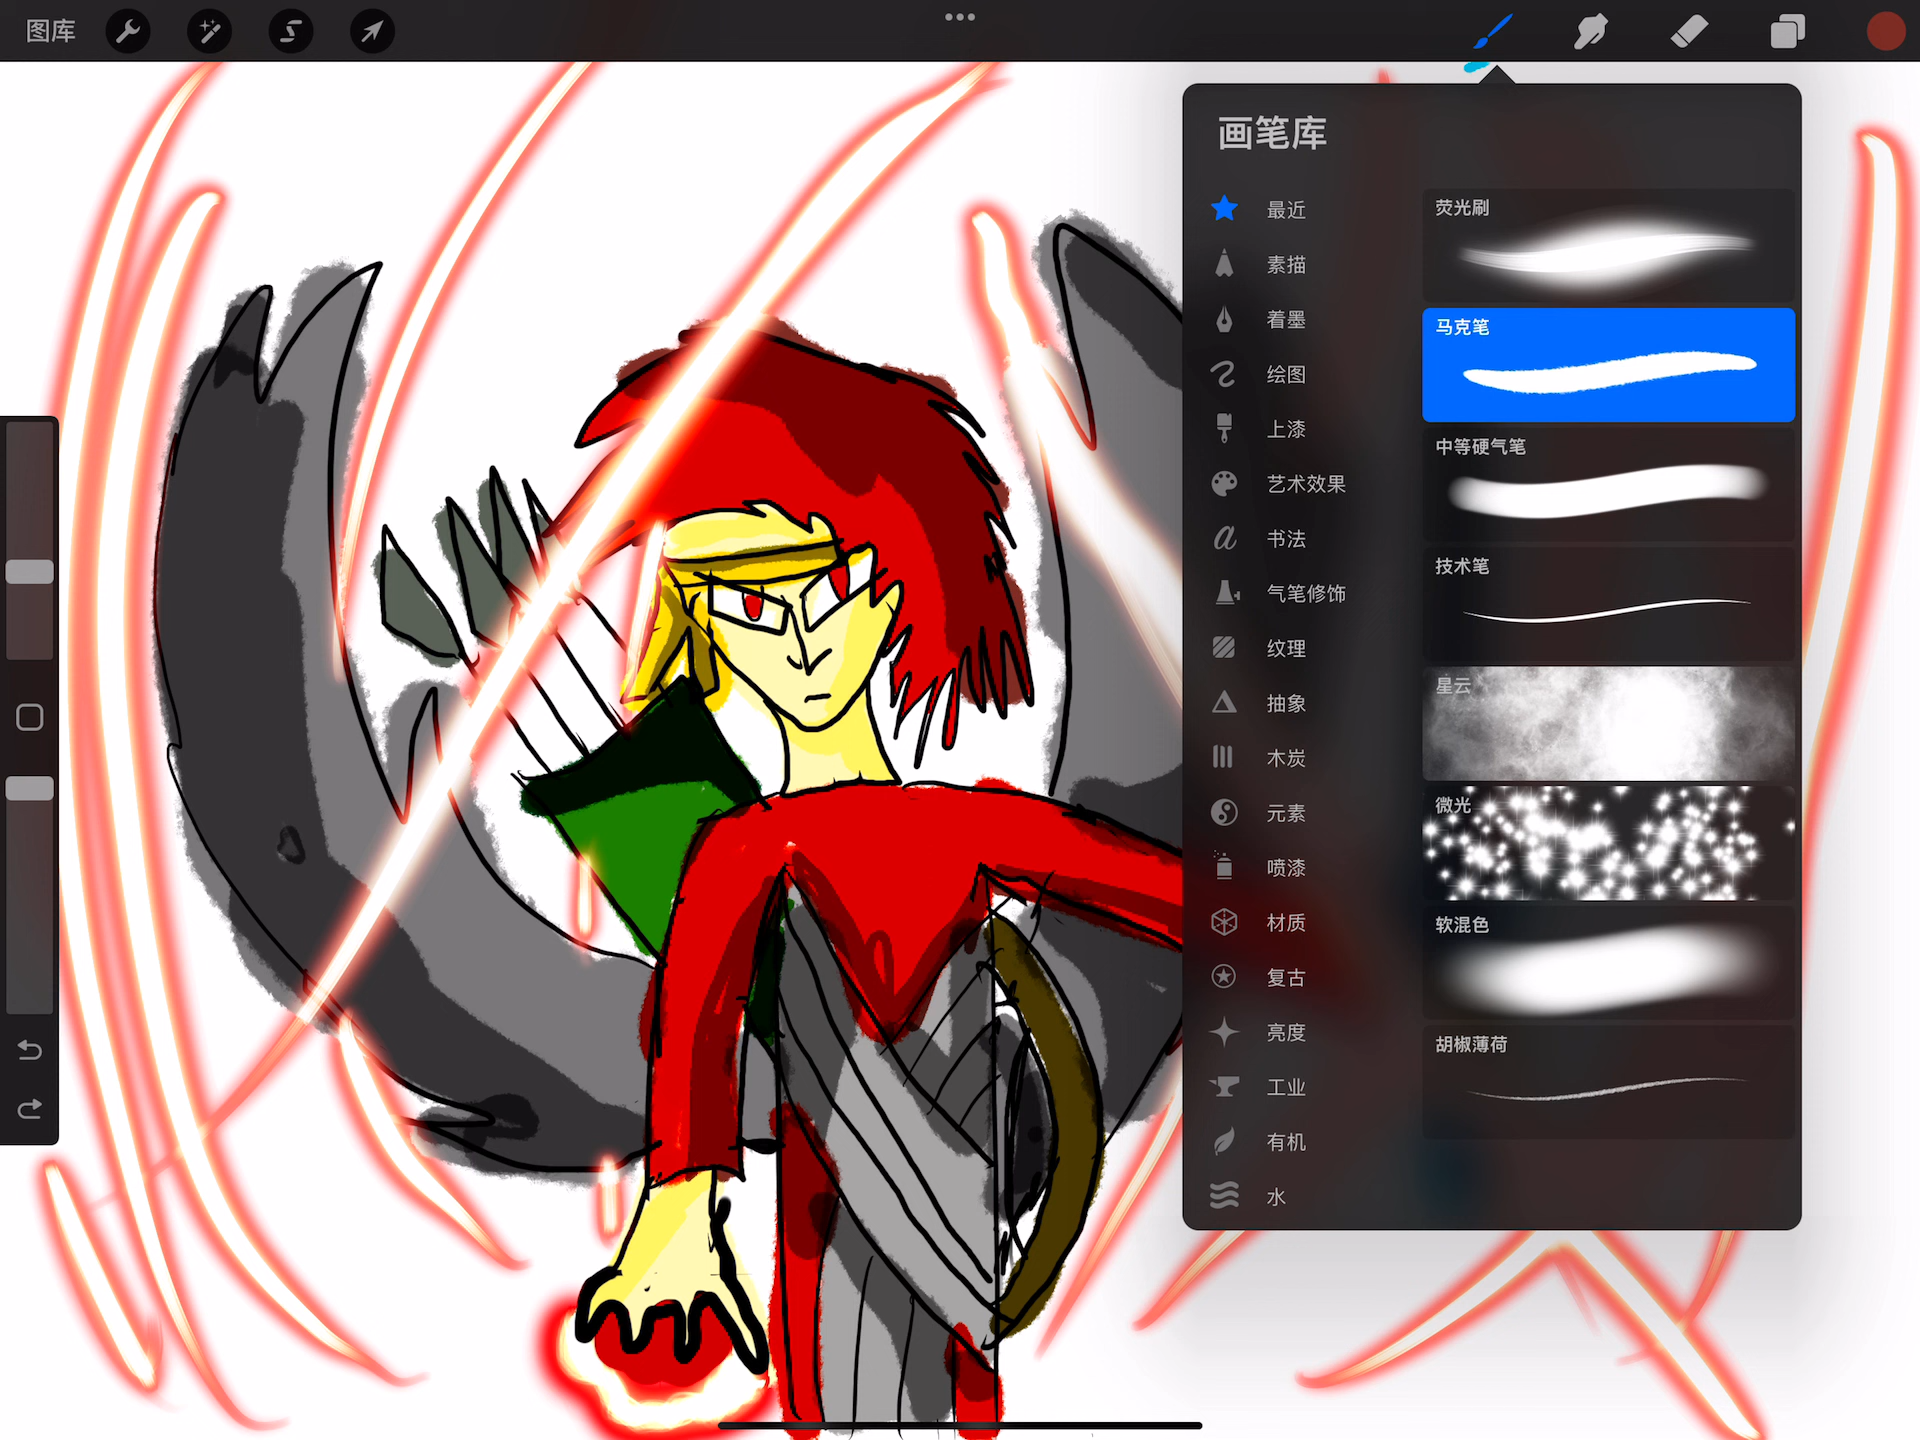 图库
画笔库
最近
素描
着墨
绘图
上漆
艺术效果
书法
气笔修饰
纹理
抽象
木炭
元素
喷漆
材质
复古
亮度
工业
有机
水
荧光刷
马克笔
中等硬气笔
技术笔
星云
微光
软混色
胡椒薄荷